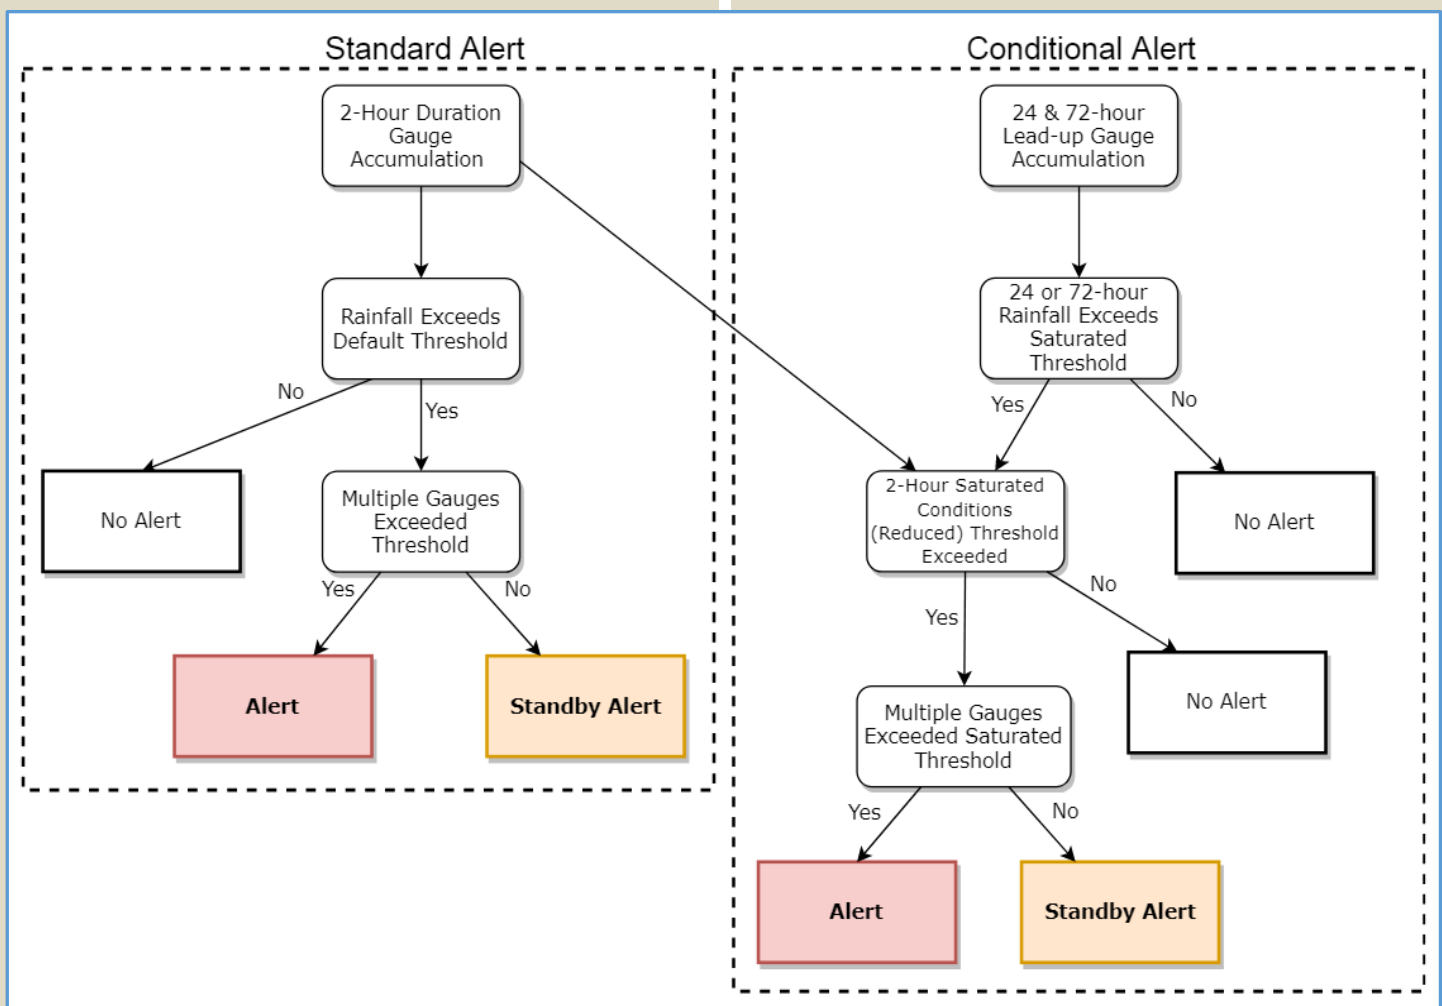 Standard Alert
2-Hour Duration
Gauge
Accumulation
Rainfall Exceeds
Default Threshold
No
Yes
No Alert
Multiple Gauges
Exceeded
Threshold
Yes
No
Alert
Standby Alert
Conditional Alert
24 & 72-hour
Lead-up Gauge
Accumulation
24 or 72-hour
Rainfall Exceeds
Saturated
Threshold
Yes
No
2-Hour Saturated
Conditions
(Reduced) Threshold
Exceeded
No Alert
Yes
No
No Alert
Multiple Gauges
Exceeded Saturated
Threshold
Yes
No
Alert
Standby Alert